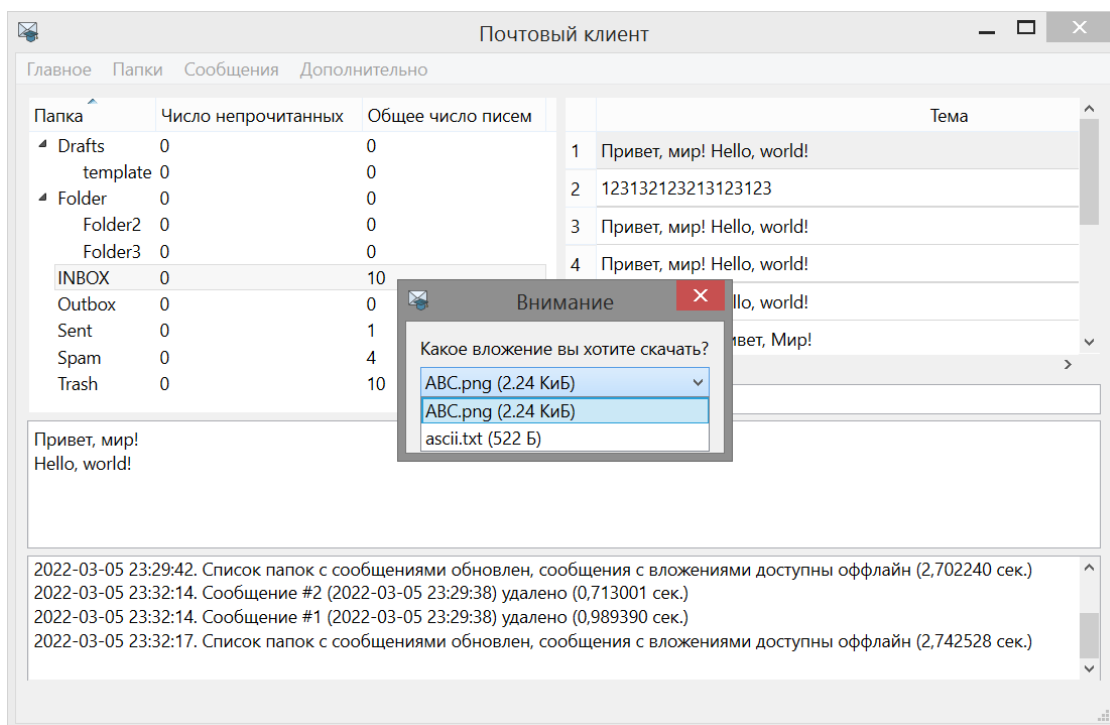 Почтовый клиент
Главное Папки Сообщения Дополнительно
Папка Число непрочитанных Общее число писем
Drafts 0 0
template 0 0
Folder 0 0
Folder2 0 0
Folder3 0 0
INBOX 0 10
Outbox 0 0
Sent 0 1
Spam 0 4
Trash 0 10
Тема
1 Привет, мир! Hello, world!
2 123132123213123123
3 Привет, мир! Hello, world!
4 Привет, мир! Hello, world!
llo, world!
ивет, Мир!
Внимание
Какое вложение вы хотите скачать?
ABC.png (2.24 КиБ)
ABC.png (2.24 КиБ)
ascii.txt (522 Б)
Привет, мир!
Hello, world!
2022-03-05 23:29:42. Список папок с сообщениями обновлен, сообщения с вложениями доступны оффлайн (2,702240 сек.)
2022-03-05 23:32:14. Сообщение #2 (2022-03-05 23:29:38) удалено (0,713001 сек.)
2022-03-05 23:32:14. Сообщение #1 (2022-03-05 23:29:38) удалено (0,989390 сек.)
2022-03-05 23:32:17. Список папок с сообщениями обновлен, сообщения с вложениями доступны оффлайн (2,742528 сек.)